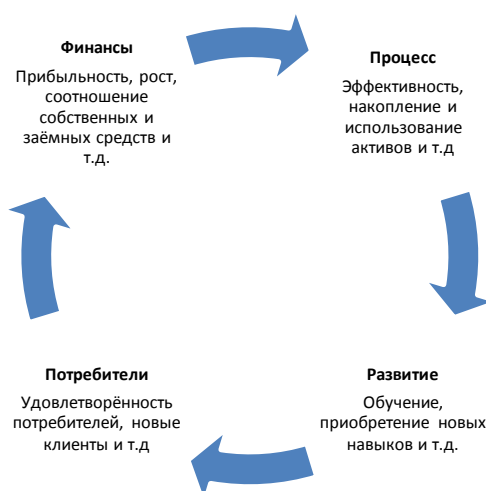 Финансы
Прибыльность, рост,
соотношение
собственных и
заёмных средств и
т.д.
Процесс
Эффективность,
накопление и
использование
активов и т.д
Потребители
Удовлетворённость
потребителей, новые
клиенты и т.д
Развитие
Обучение,
приобретение новых
навыков и т.д.